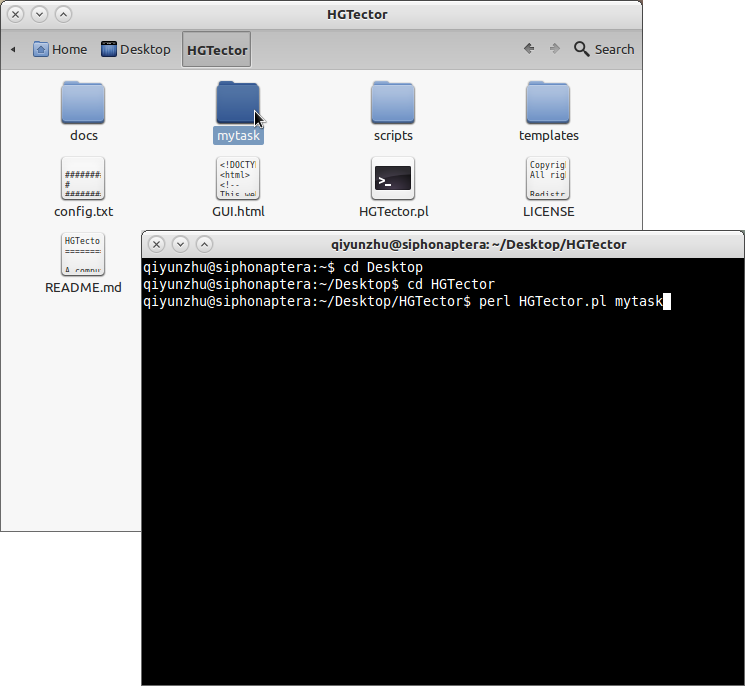 HGTector
Home Desktop HGTector Search
docs mytask scripts templates
#######
#
#######
<!DOCTY
<html>
<!--
This we
>_
Copyrig
All rig
Redistr
config.txt GUI.html HGTector.pl LICENSE
HGTecto
=======
A compu
README.md
qiyunzhu@siphonaptera: ~/Desktop/HGTector
qiyunzhu@siphonaptera:~$ cd Desktop
qiyunzhu@siphonaptera:~/Desktop$ cd HGTector
qiyunzhu@siphonaptera:~/Desktop/HGTector$ perl HGTector.pl mytask